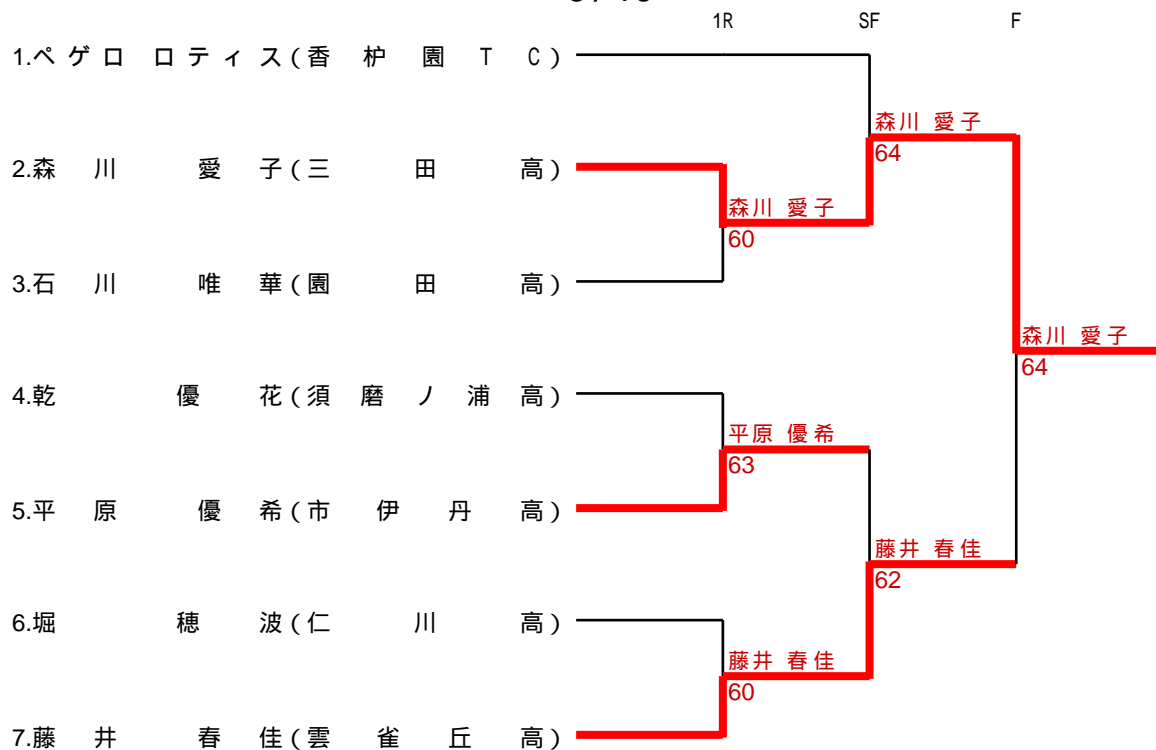 1R SF F
1.ペゲロ ロティス(香枦園TC)
森川 愛子
64
2.森川 愛子(三田高)
森川 愛子
60
3.石川 唯華(園田高)
森川 愛子
64
4.乾 優花(須磨ノ浦高)
平原 優希
63
5.平原 優希(市伊丹高)
藤井 春佳
62
6.堀 穂波(仁川高)
藤井 春佳
60
7.藤井 春佳(雲雀丘高)